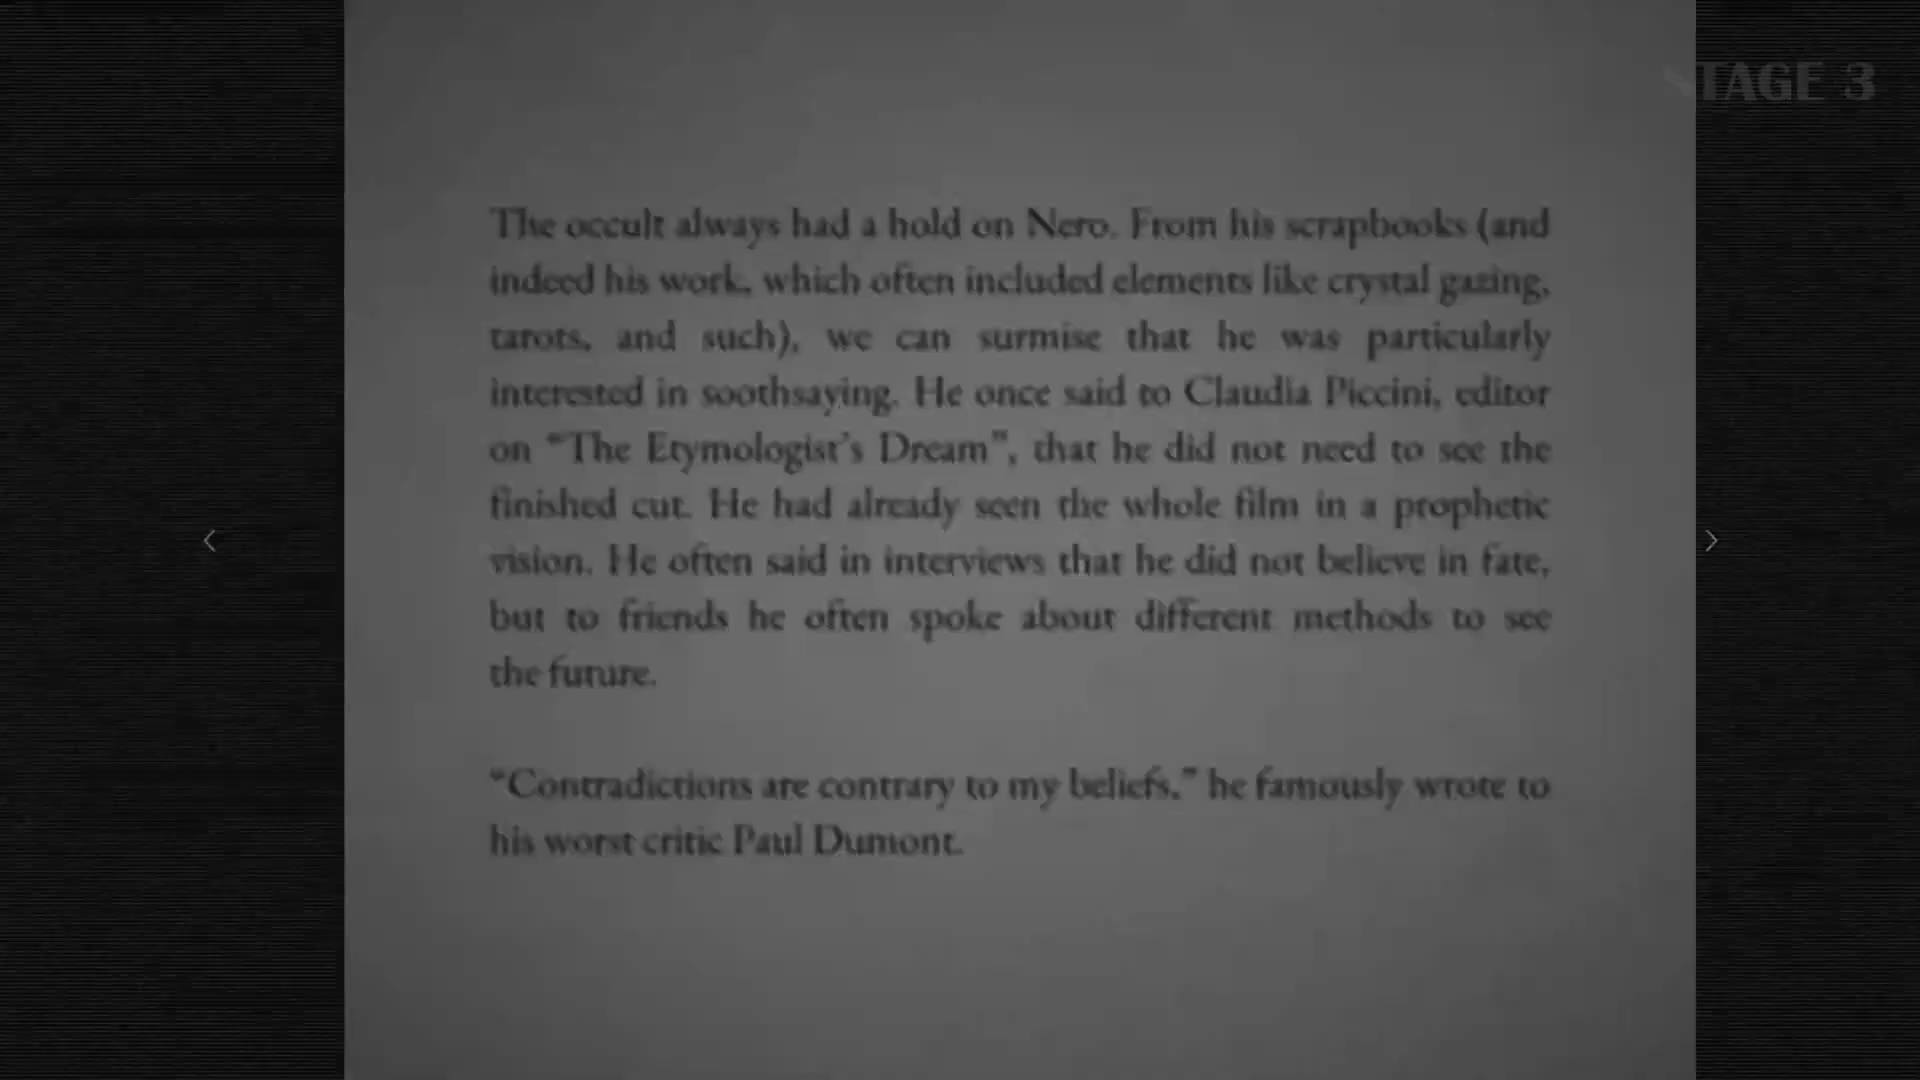 STAGE 3
The occult always had a hold on Nero. From his scrapbooks (and
indeed his work, which often included elements like crystal gazing,
tarots, and such), we can surmise that he was particularly
interested in soothsaying. He once said to Claudia Piccini, editor
on “The Etymologist’s Dream”, that he did not need to see the
finished cut. He had already seen the whole film in a prophetic
vision. He often said in interviews that he did not believe in fate,
but to friends he often spoke about different methods to see
the future.
“Contradictions are contrary to my beliefs,” he famously wrote to
his worst critic Paul Dumont.